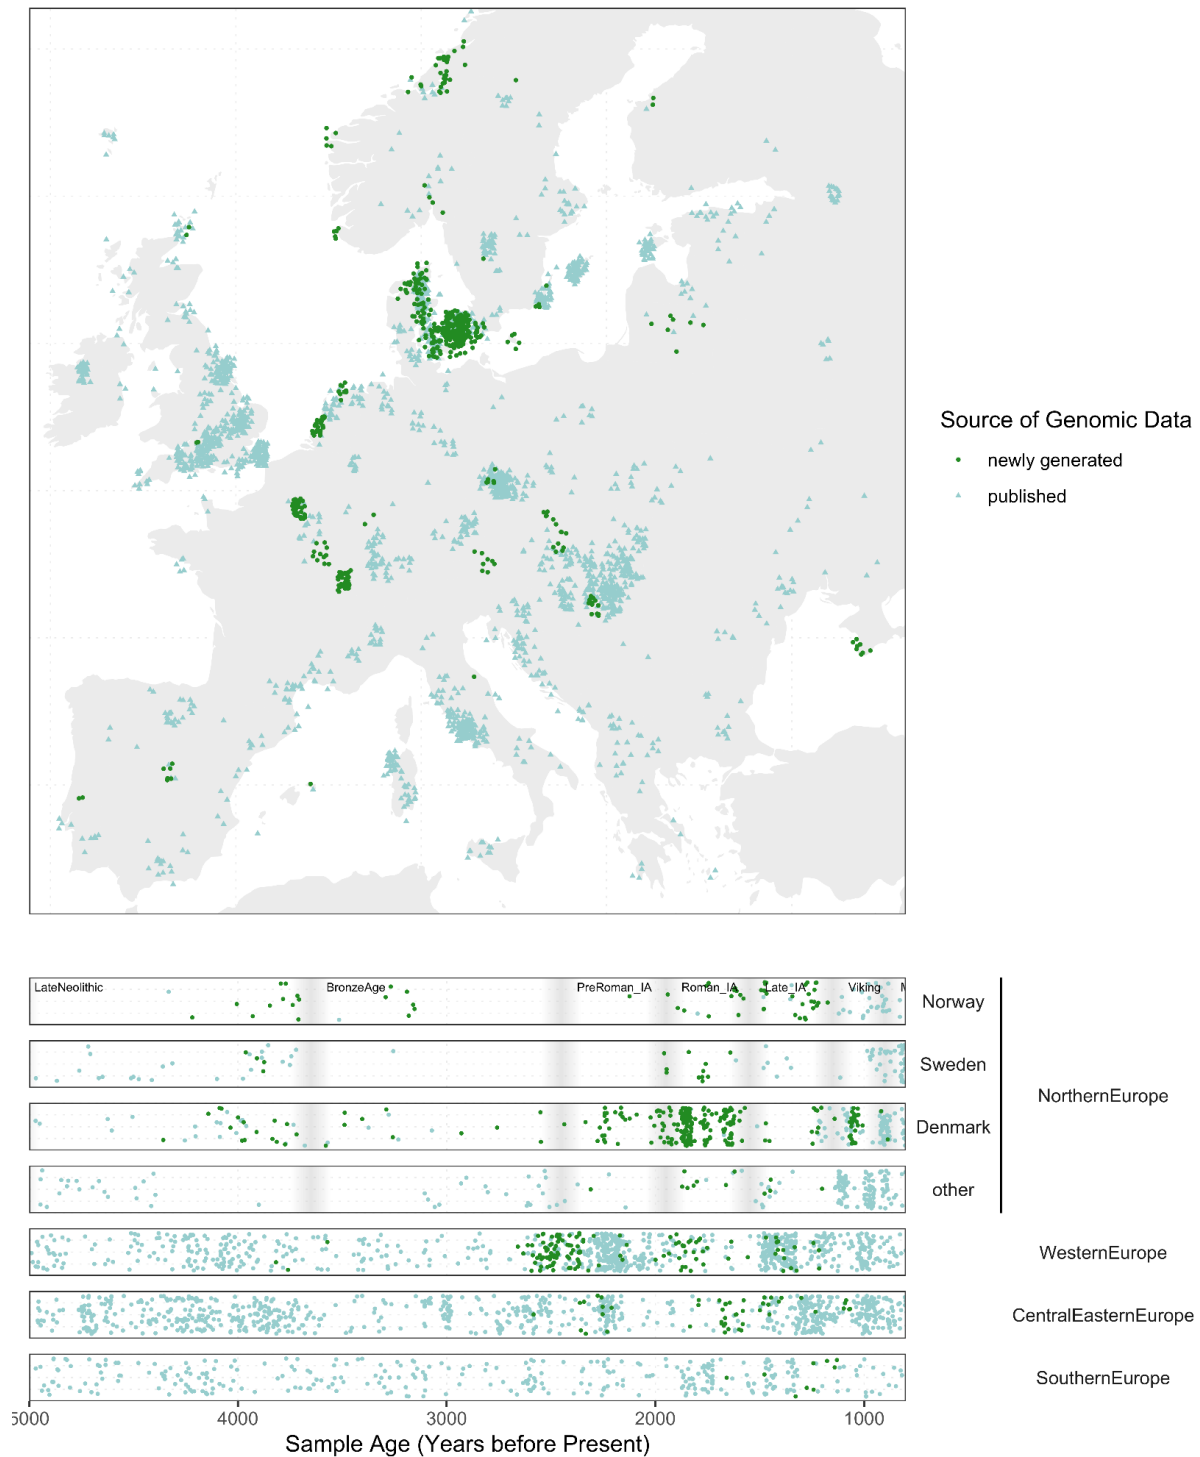 Source of Genomic Data
newly generated
published
LateNeolithic BronzeAge PreRoman_IA Roman_IA Late_IA Viking
Norway
Sweden
NorthernEurope
Denmark
other
WesternEurope
CentralEasternEurope
SouthernEurope
5000 4000 3000 2000 1000
Sample Age (Years before Present)